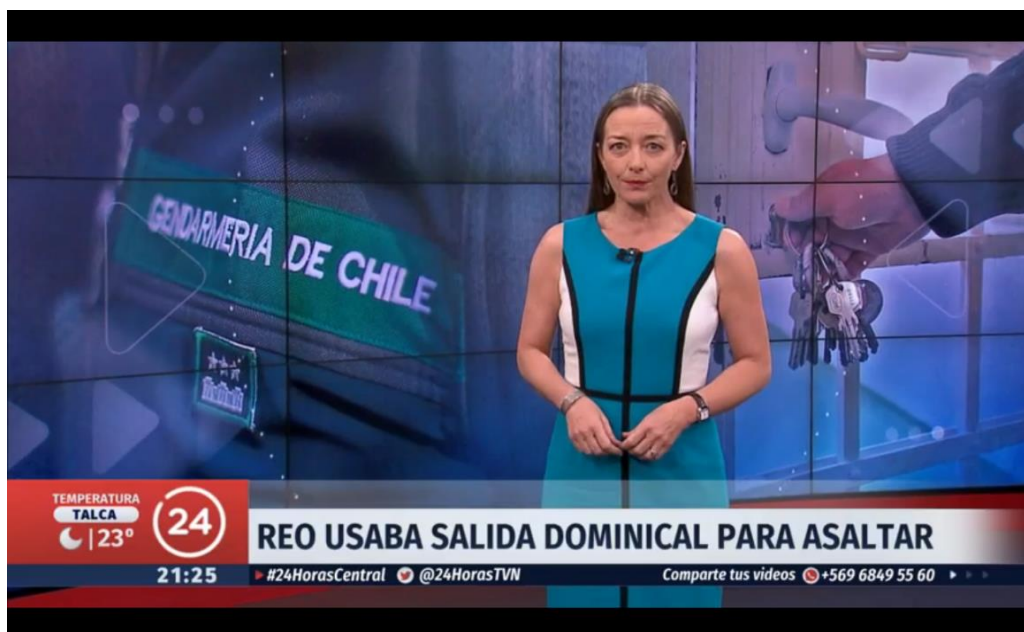 GENDARMERIA DE CHILE
TEMPERATURA
TALCA
23°
24
REO USABA SALIDA DOMINICAL PARA ASALTAR
21:25
#24HorasCentral @24HorasTVN
Comparte tus videos +569 6849 55 60